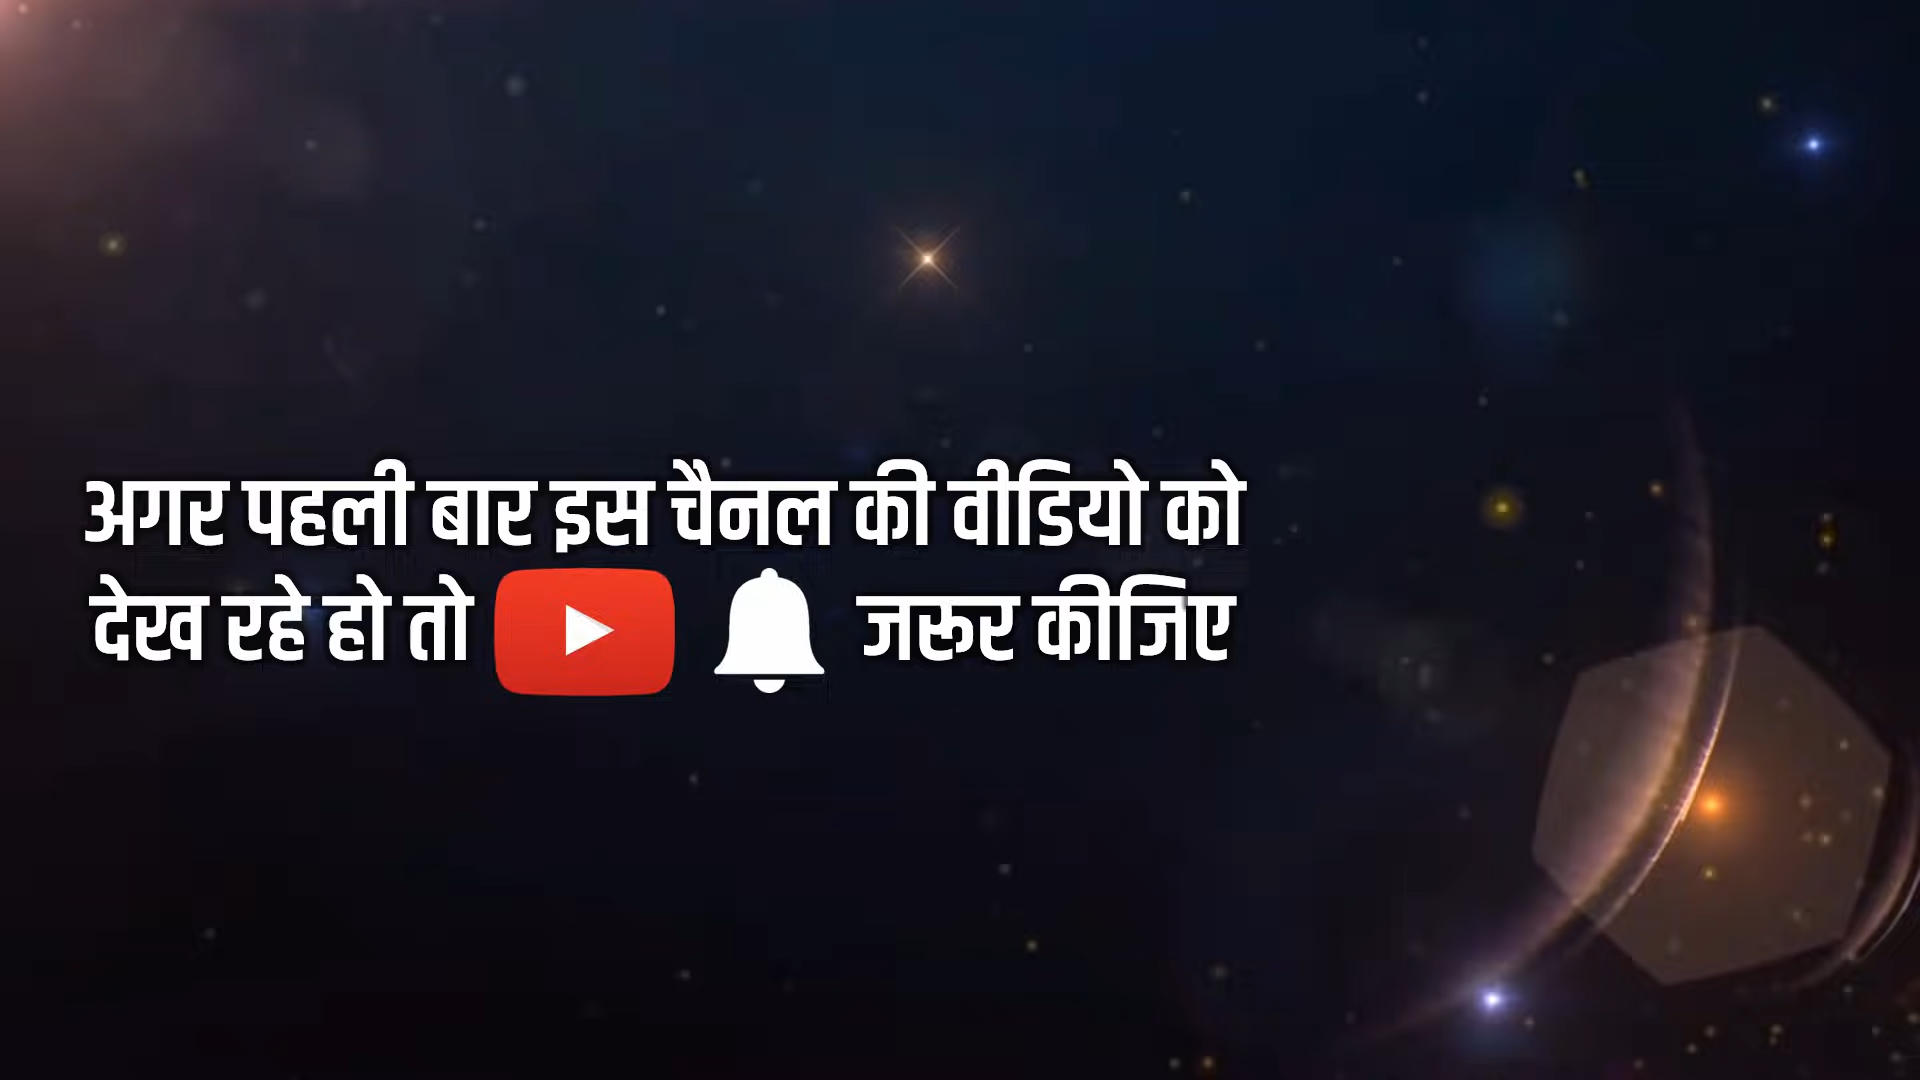 अगर पहली बार इस चैनल की वीडियो को
देख रहे हो तो जरूर कीजिए